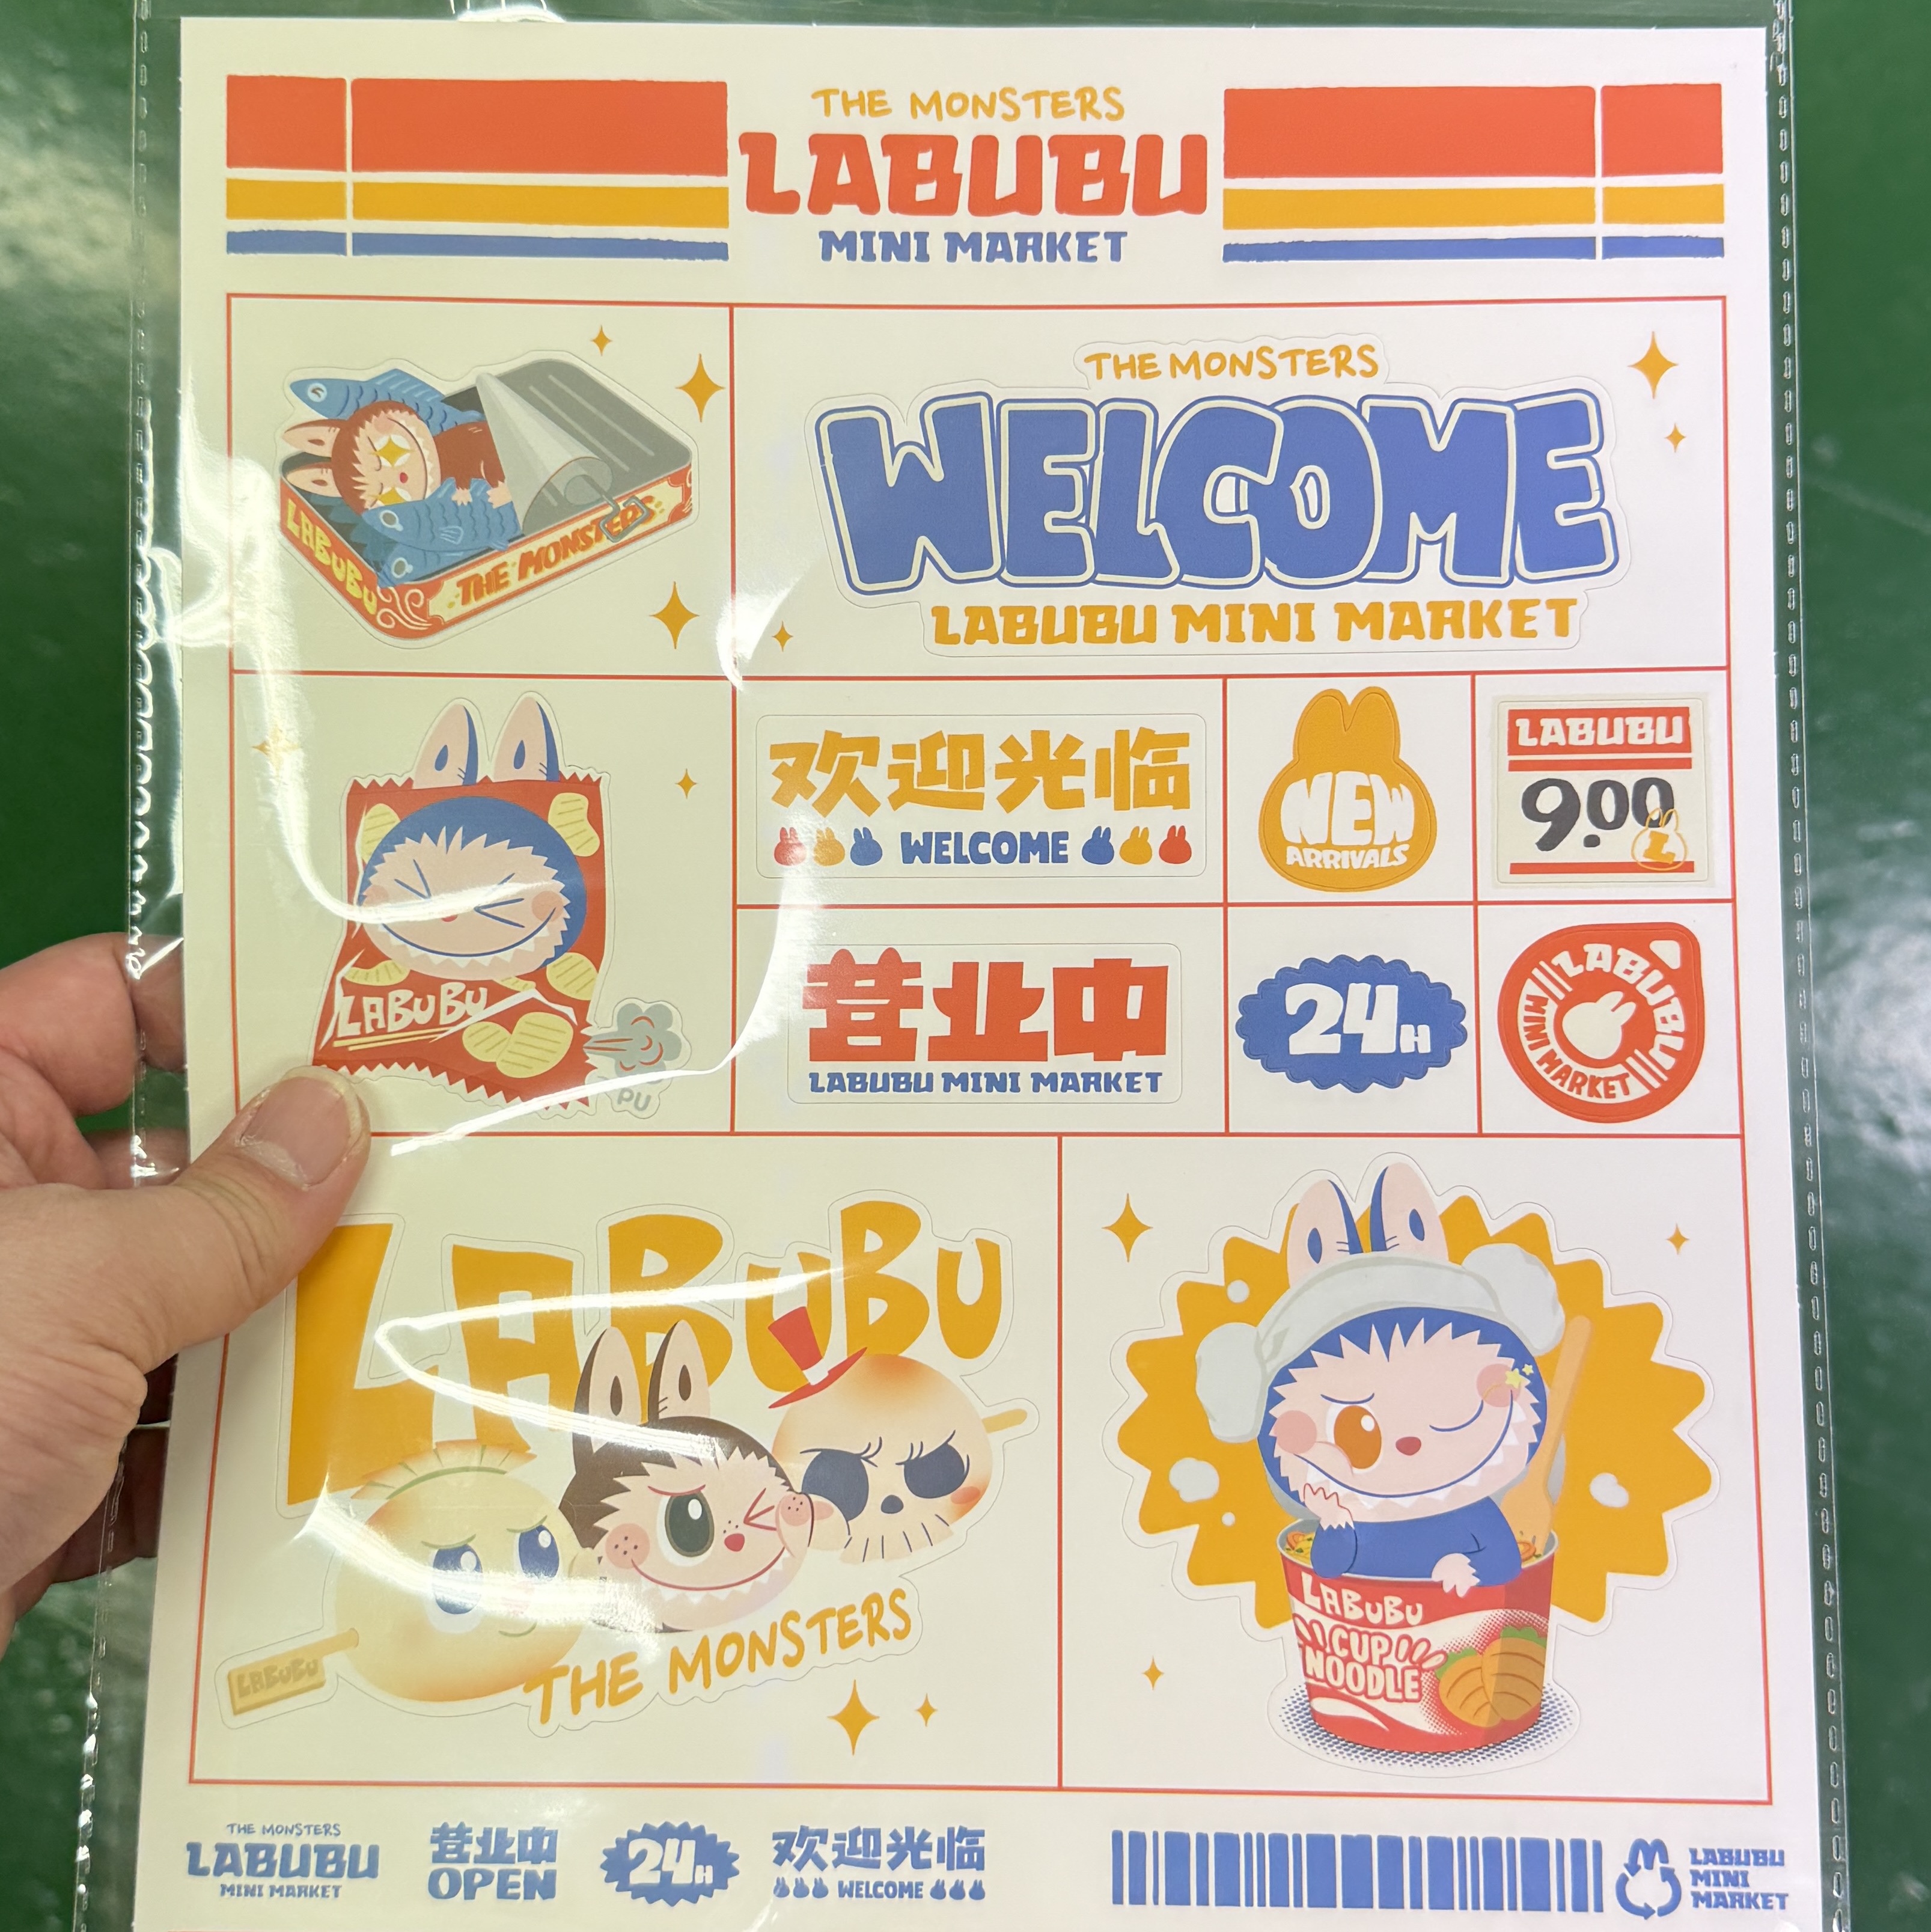 THE MONSTERS
LABUBU
MINI MARKET
LABUBU
THE MONSTERS
THE MONSTERS
WELCOME
LABUBU MINI MARKET
LABUBU
PU
欢迎光临
WELCOME
NEW
ARRIVALS
LABUBU
9.00
L
营业中
LABUBU MINI MARKET
24H
LABUBU
MINI MARKET
LABUBU
LABUBU
THE MONSTERS
LABUBU
CUP
NOODLE
THE MONSTERS
LABUBU
MINI MARKET
营业中
OPEN
24H
欢迎光临
WELCOME
LABUBU
MINI
MARKET